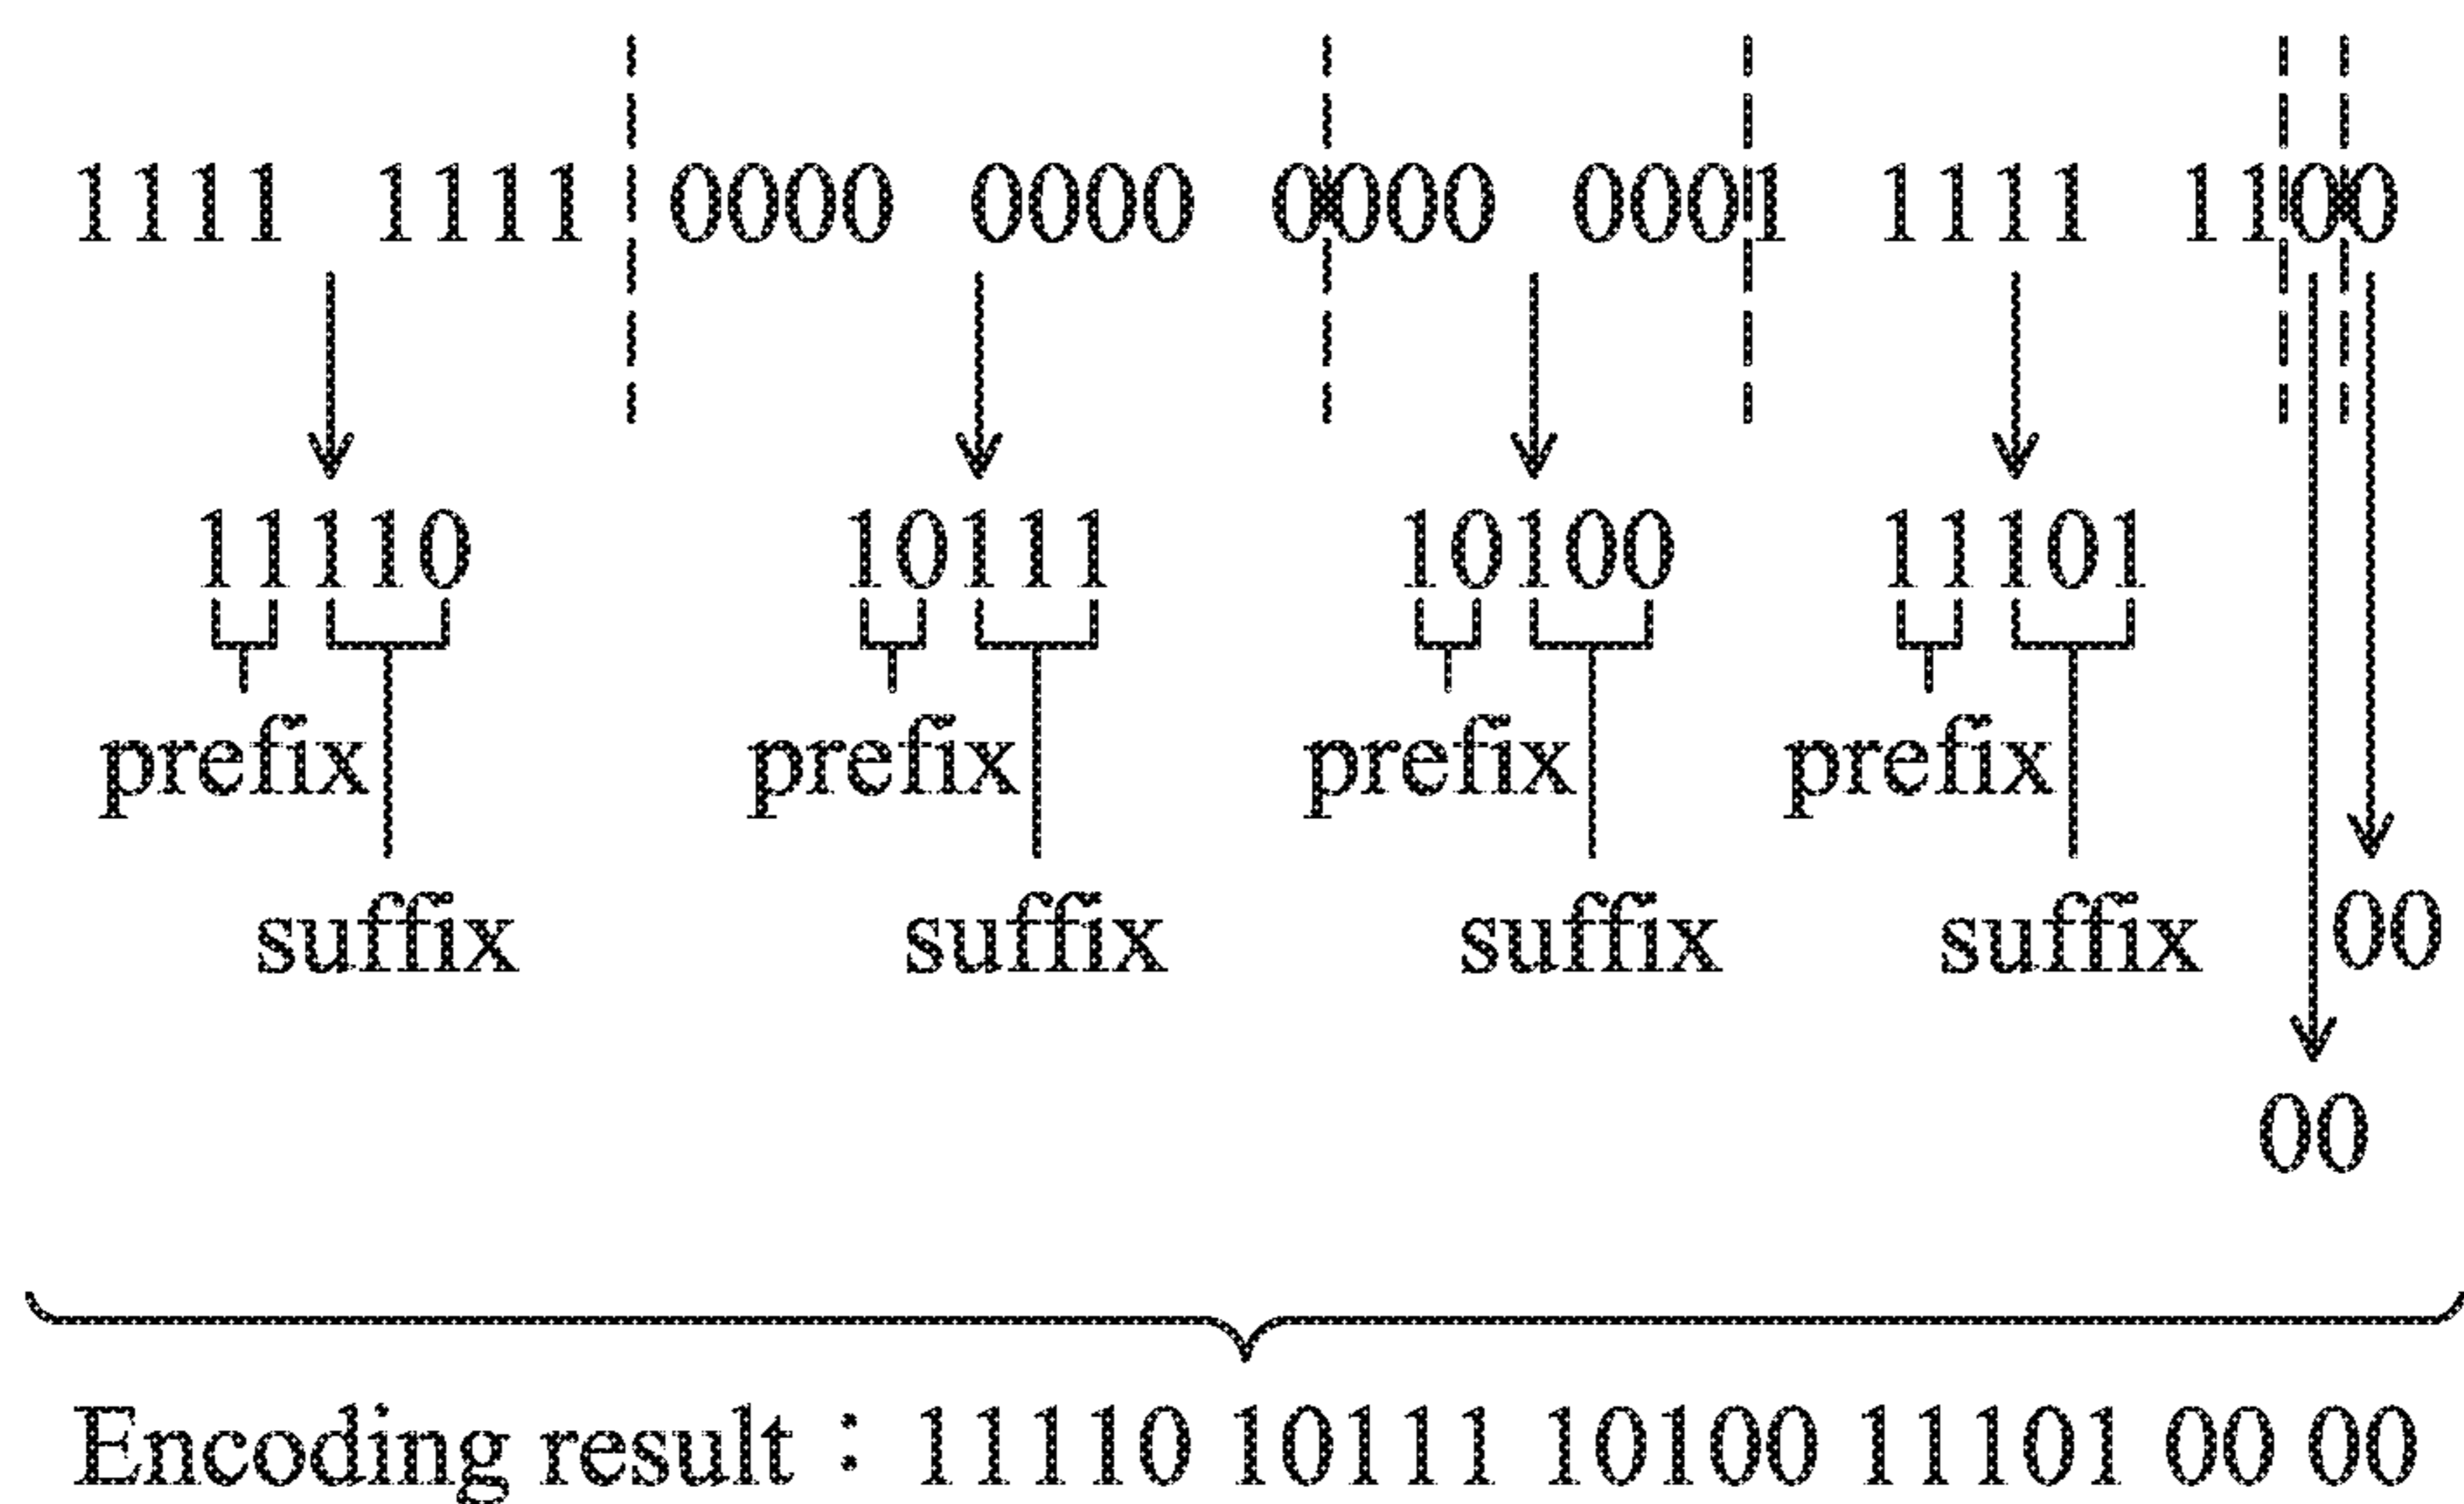 1111 1111 0000 0000 0000 0001 1111 1100
11110 10111 10100 11101
prefix prefix prefix prefix
suffix suffix suffix suffix 00
00
Encoding result : 11110 10111 10100 11101 00 00